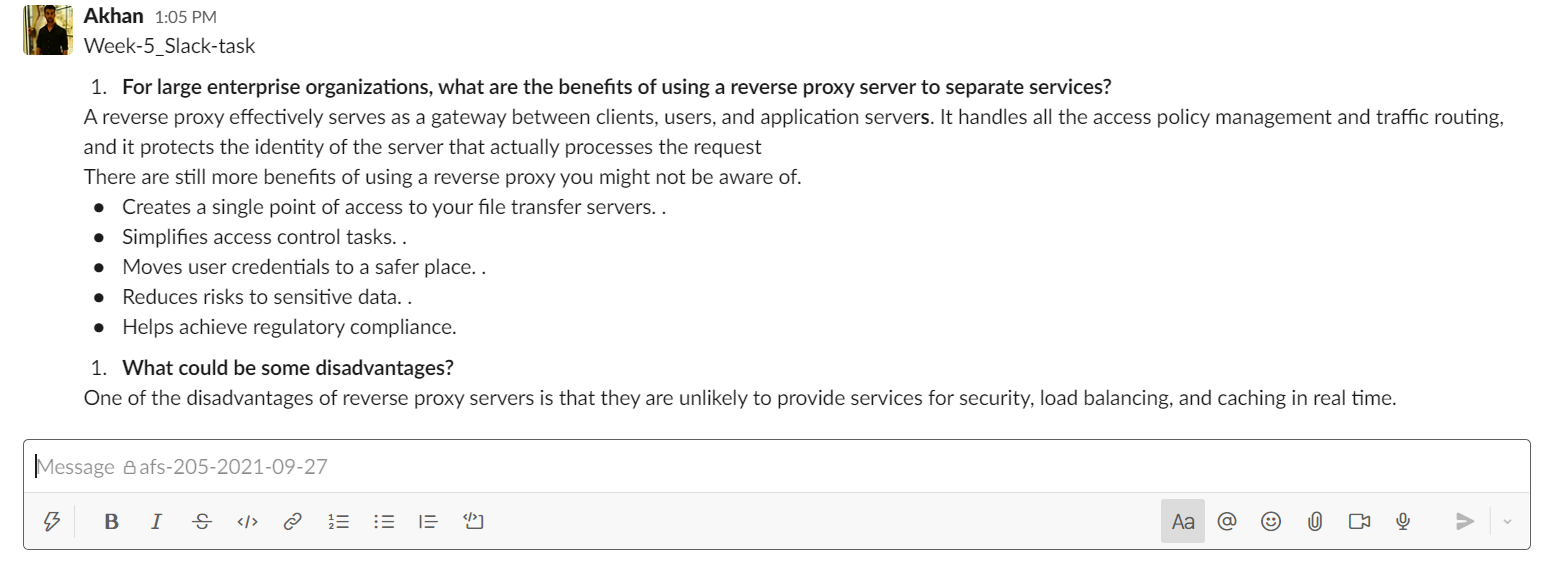 Akhan 1:05 PM
Week-5_Slack-task
1. For large enterprise organizations, what are the benefits of using a reverse proxy server to separate services?
A reverse proxy effectively serves as a gateway between clients, users, and application servers. It handles all the access policy management and traffic routing,
and it protects the identity of the server that actually processes the request
There are still more benefits of using a reverse proxy you might not be aware of.
● Creates a single point of access to your file transfer servers. .
● Simplifies access control tasks. .
● Moves user credentials to a safer place. .
● Reduces risks to sensitive data. .
● Helps achieve regulatory compliance.
1. What could be some disadvantages?
One of the disadvantages of reverse proxy servers is that they are unlikely to provide services for security, load balancing, and caching in real time.
Message afs-205-2021-09-27
B I S </> Aa @